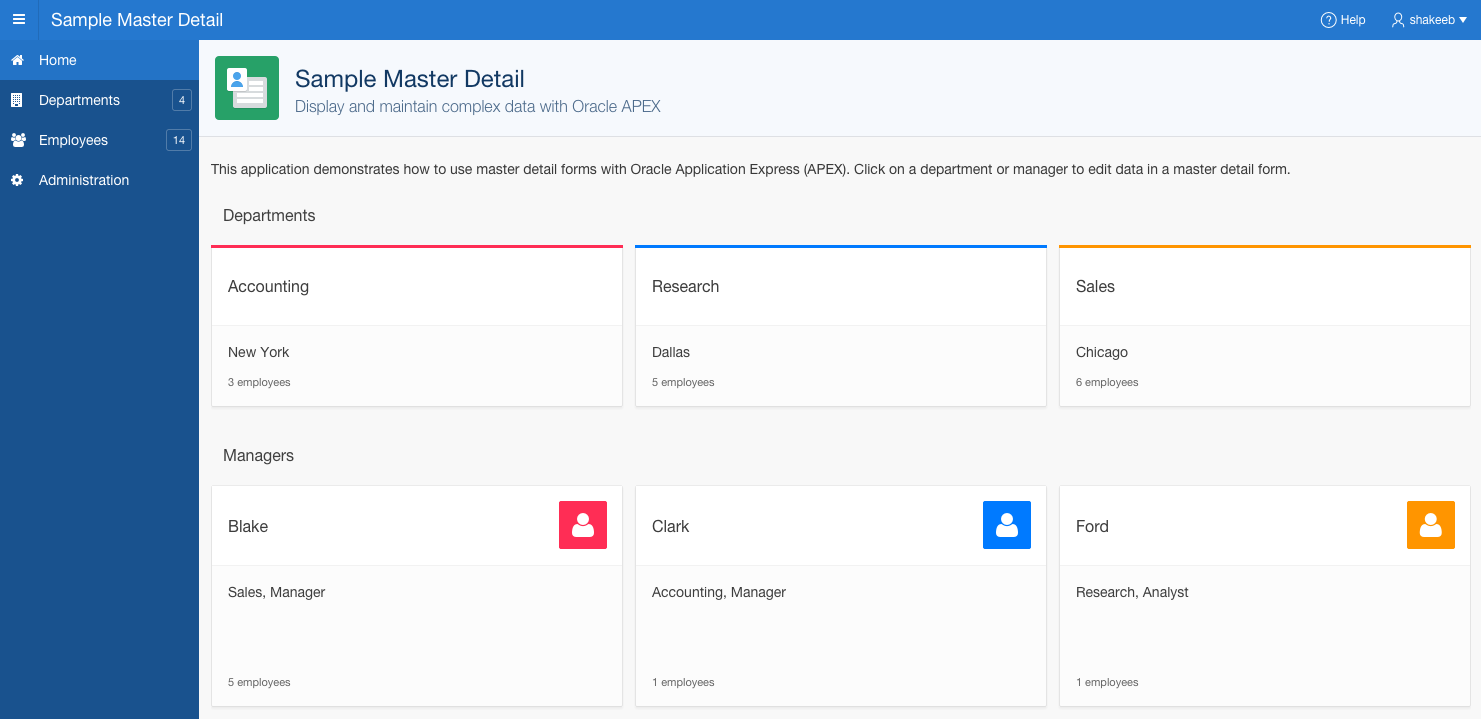 Sample Master Detail
Help
shakeeb
Home
Departments 4
Employees 14
Administration
Sample Master Detail
Display and maintain complex data with Oracle APEX
This application demonstrates how to use master detail forms with Oracle Application Express (APEX). Click on a department or manager to edit data in a master detail form.
Departments
Accounting
New York
3 employees
Research
Dallas
5 employees
Sales
Chicago
6 employees
Managers
Blake
Sales, Manager
5 employees
Clark
Accounting, Manager
1 employees
Ford
Research, Analyst
1 employees